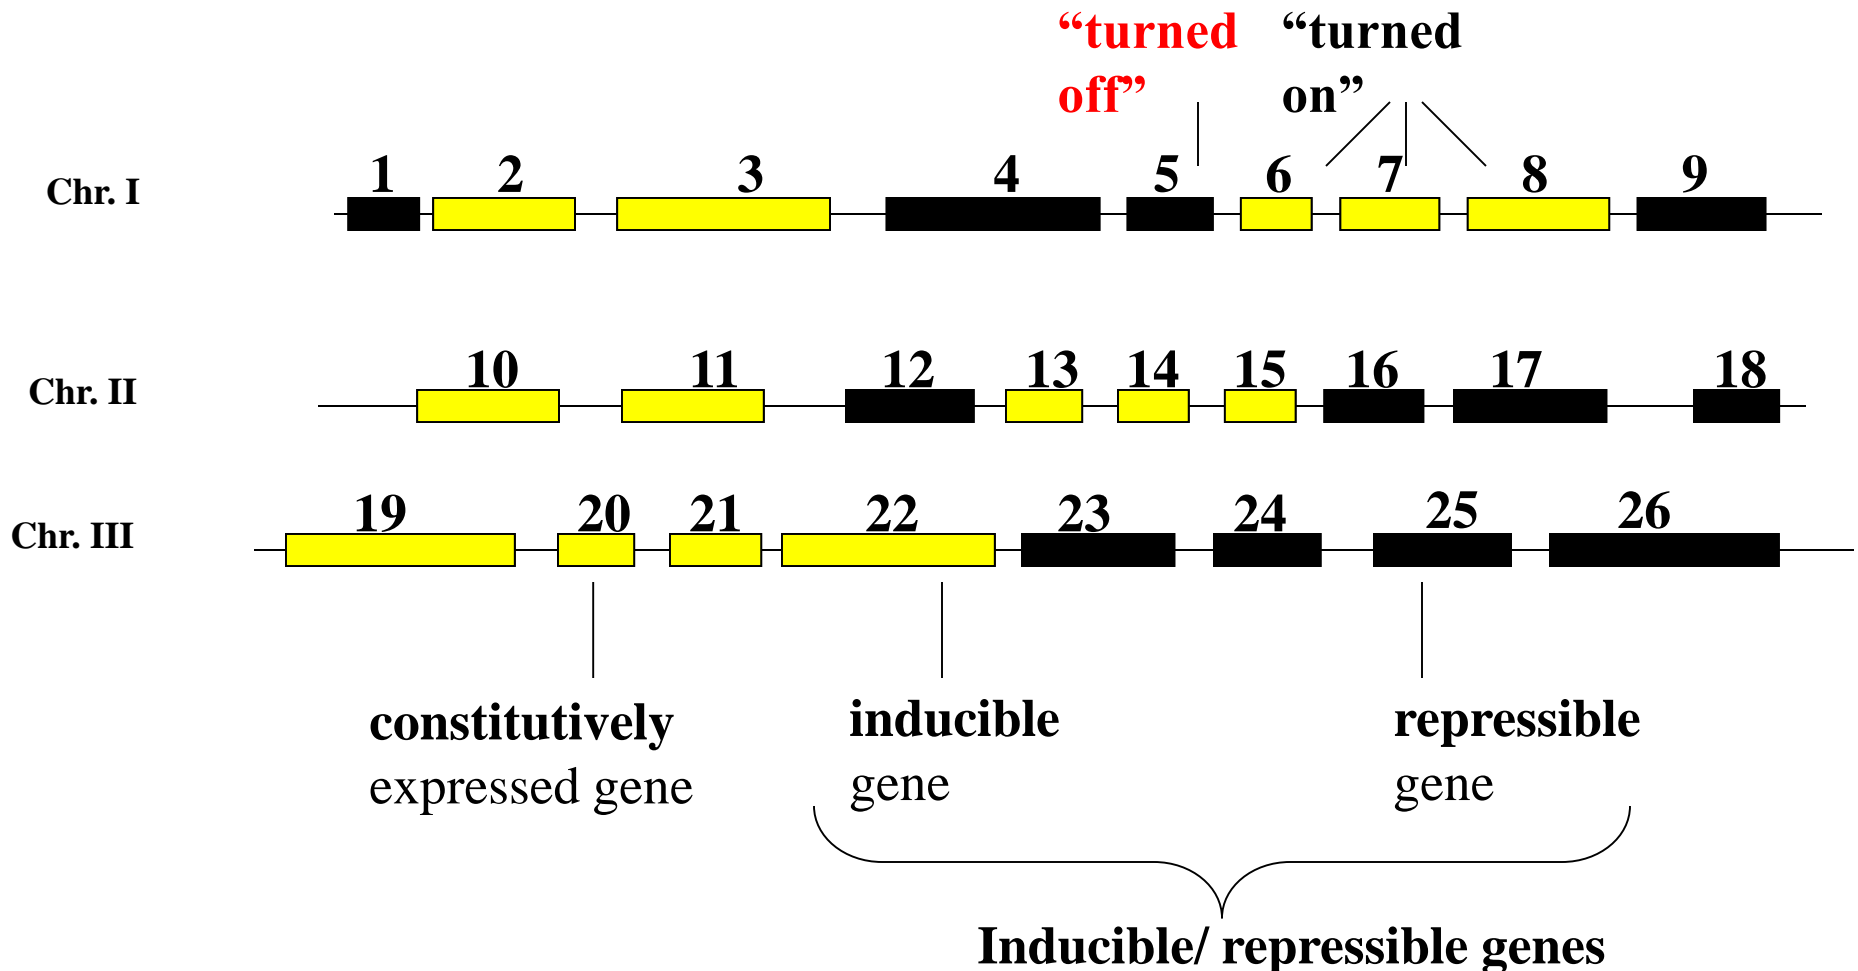 “turned “turned
off” on”
Chr. I 1 2 3 4 5 6 7 8 9
Chr. II 10 11 12 13 14 15 16 17 18
Chr. III 19 20 21 22 23 24 25 26
constitutively inducible repressible
expressed gene gene gene
Inducible/ repressible genes